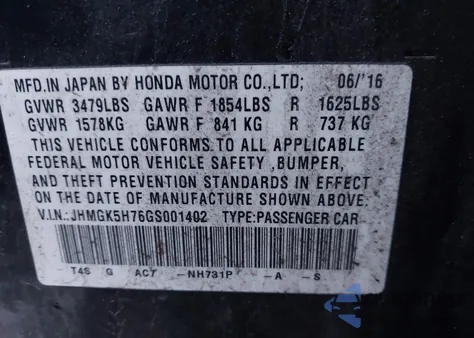 MFD. IN JAPAN BY HONDA MOTOR CO.,LTD; 06/'16
GVWR 3479LBS GAWR F 1854LBS R 1625LBS
GVWR 1578KG GAWR F 841 KG R 737 KG
THIS VEHICLE CONFORMS TO ALL APPLICABLE
FEDERAL MOTOR VEHICLE SAFETY ,BUMPER,
AND THEFT PREVENTION STANDARDS IN EFFECT
ON THE DATE OF MANUFACTURE SHOWN ABOVE.
V.I.N.: JHMGK5H76GS001402 TYPE:PASSENGER CAR
T4S G AC7 -NH731P -A -S